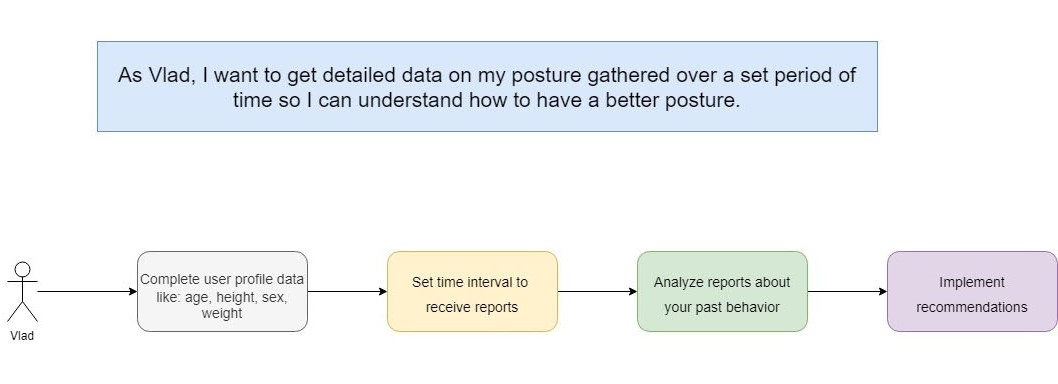 As Vlad, I want to get detailed data on my posture gathered over a set period of
time so I can understand how to have a better posture.
Complete user profile data
like: age, height, sex,
weight
Set time interval to
receive reports
Analyze reports about
your past behavior
Implement
recommendations
Vlad